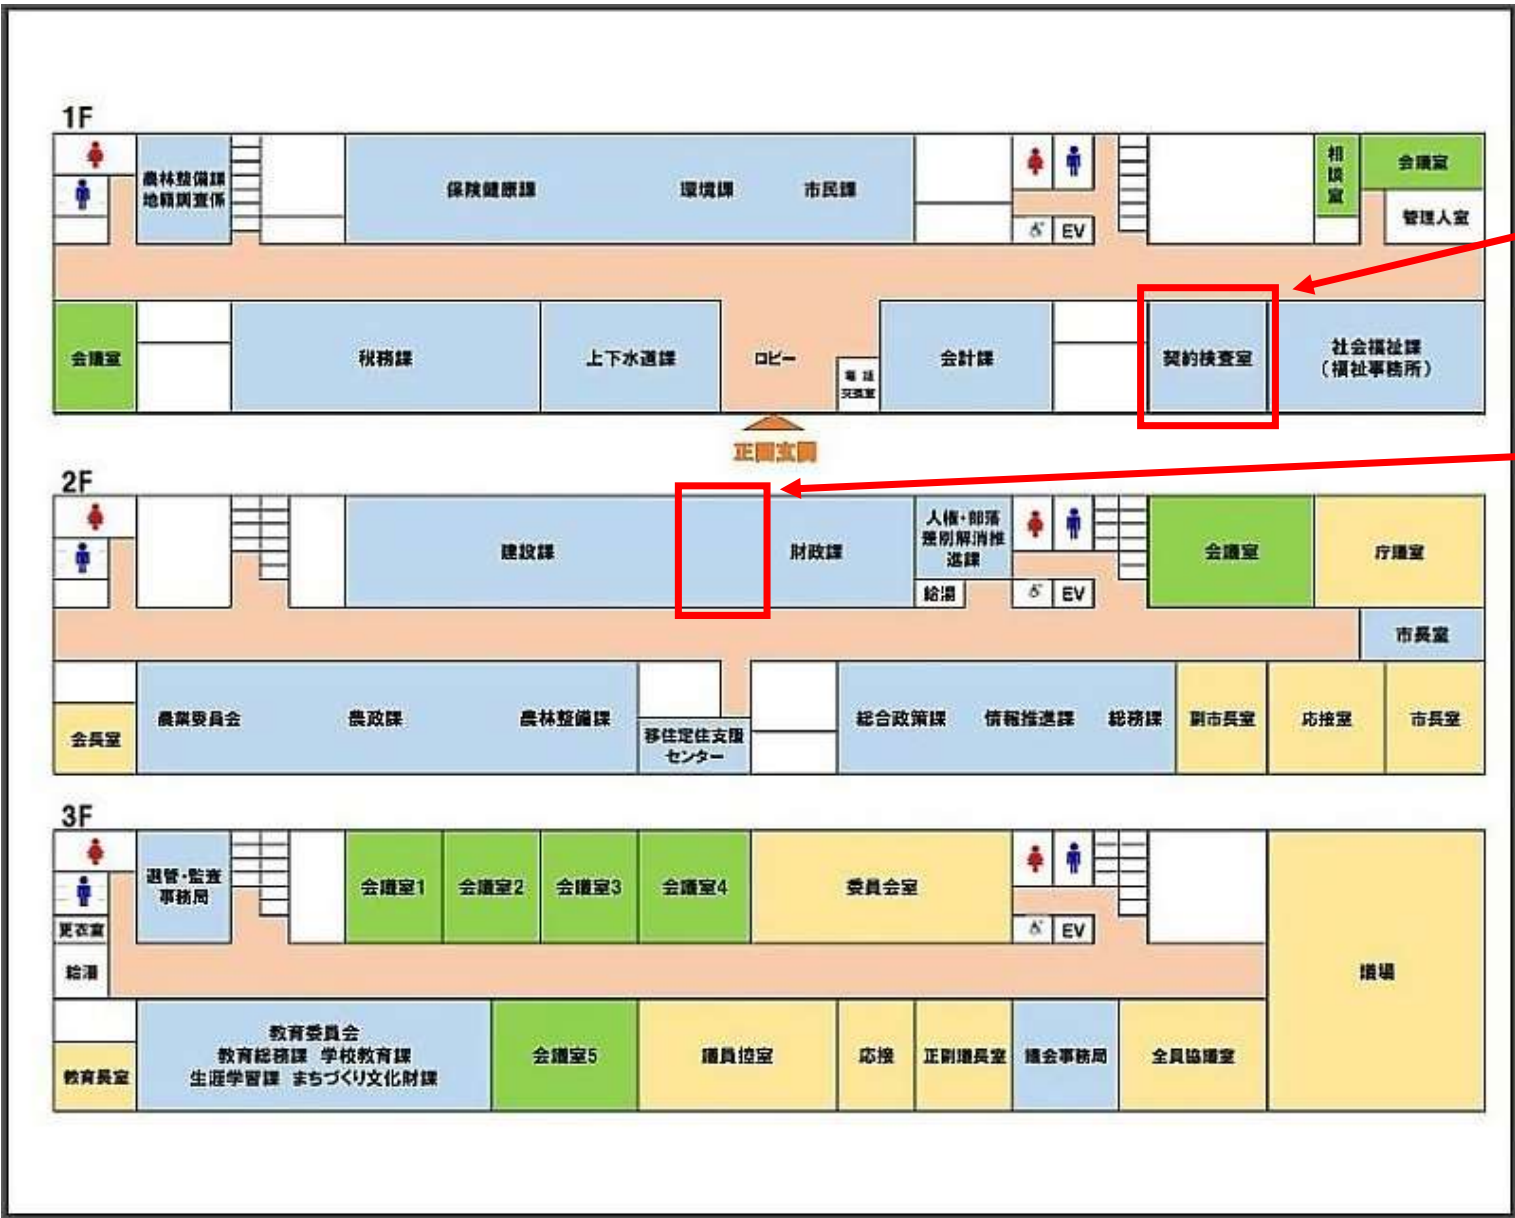 1F
農林整備課
地籍調査係
保険健康課 環境課 市民課
EV
相談室
会議室
管理人室
会議室
税務課
上下水道課
ロビー
電話
交換室
会計課
契約検査室
社会福祉課
(福祉事務所)
正面玄関
2F
建設課
財政課
人権・部落
差別解消推
進課
給湯
EV
会議室
庁議室
市長室
会長室
農業委員会 農政課 農林整備課
移住定住支援
センター
総合政策課 情報推進課 総務課
副市長室
応接室
市長室
3F
選管・監査
事務局
更衣室
給湯
会議室1
会議室2
会議室3
会議室4
委員会室
EV
議場
教育長室
教育委員会
教育総務課 学校教育課
生涯学習課 まちづくり文化財課
会議室5
議員控室
応接
正副議長室
議会事務局
全員協議室